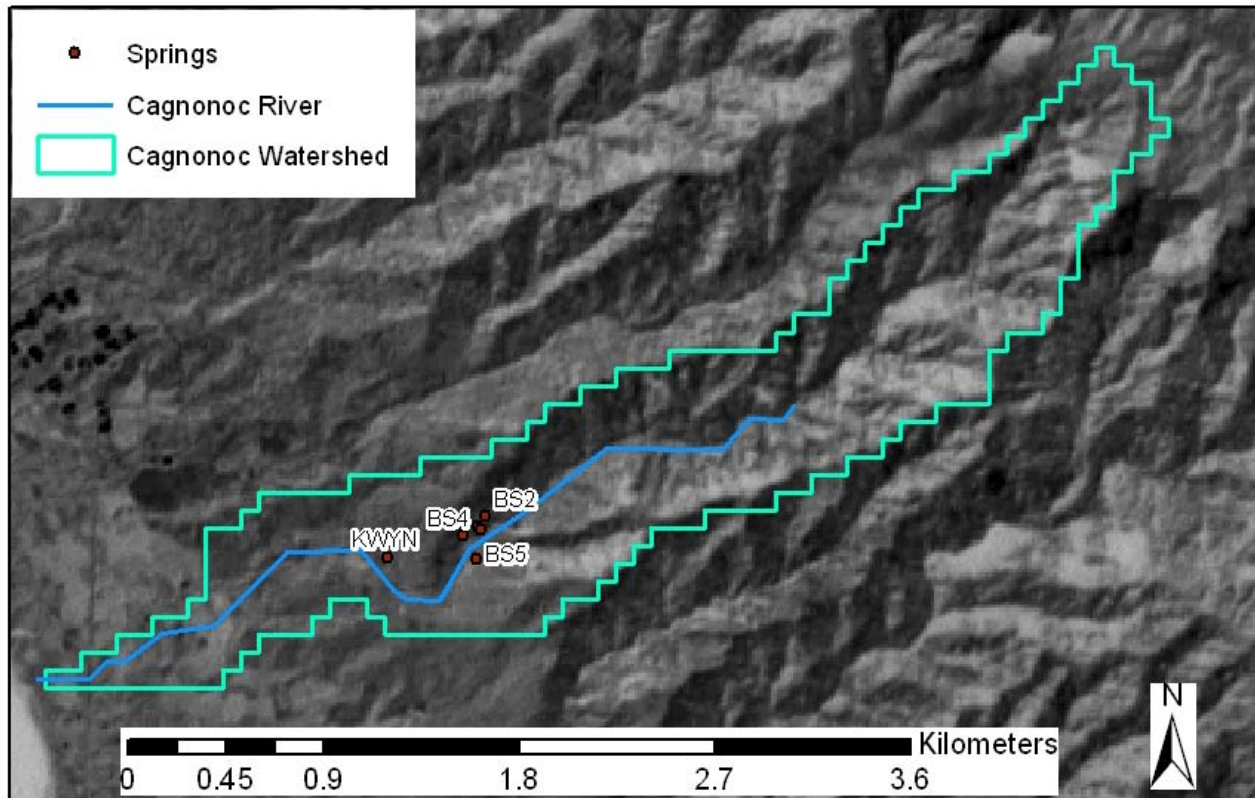 Springs
Cagnonoc River
Cagnonoc Watershed
BS2
BS4
KWYN
BS5
N
Kilometers
0 0.45 0.9 1.8 2.7 3.6